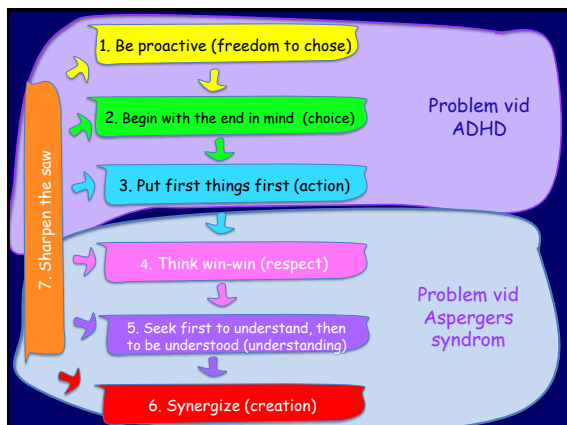 1. Be proactive (freedom to chose)
2. Begin with the end in mind (choice)
3. Put first things first (action)
Problem vid
ADHD
7. Sharpen the saw
4. Think win-win (respect)
5. Seek first to understand, then
to be understood (understanding)
6. Synergize (creation)
Problem vid
Aspergers
syndrom